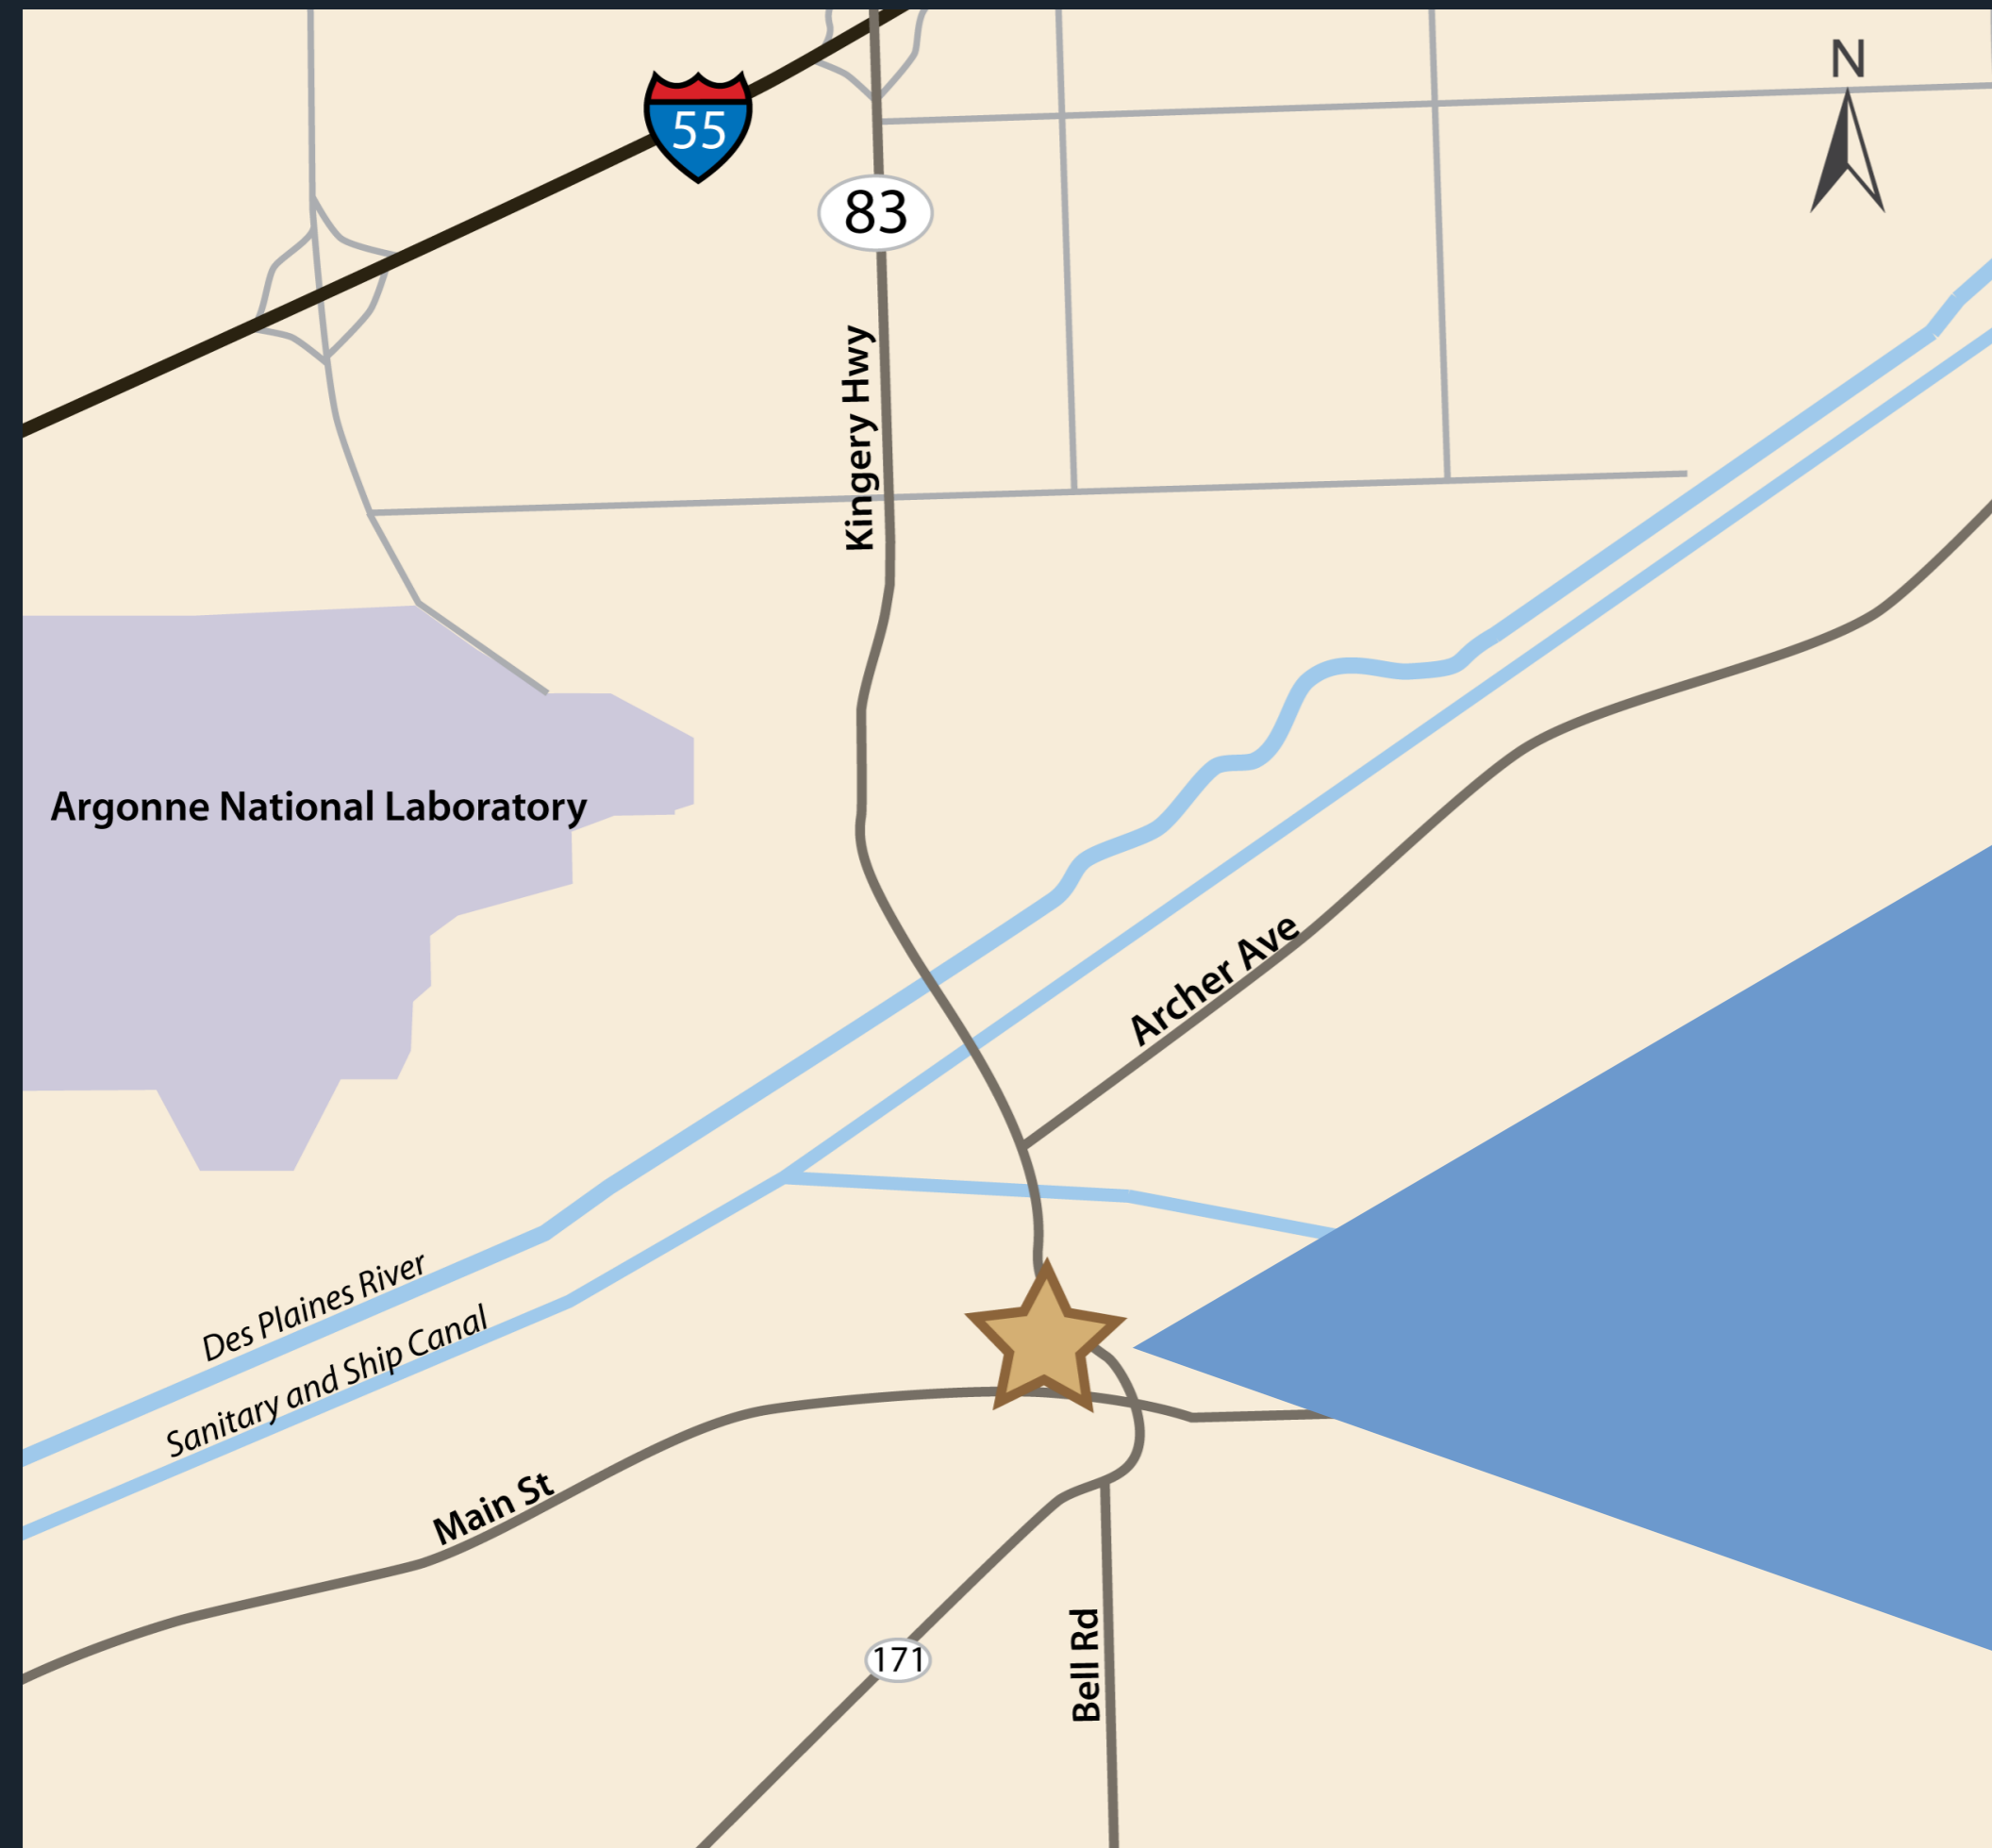 N
55
83
Kingery Hwy
Argonne National Laboratory
Archer Ave
Des Plaines River
Sanitary and Ship Canal
Main St
171
Bell Rd